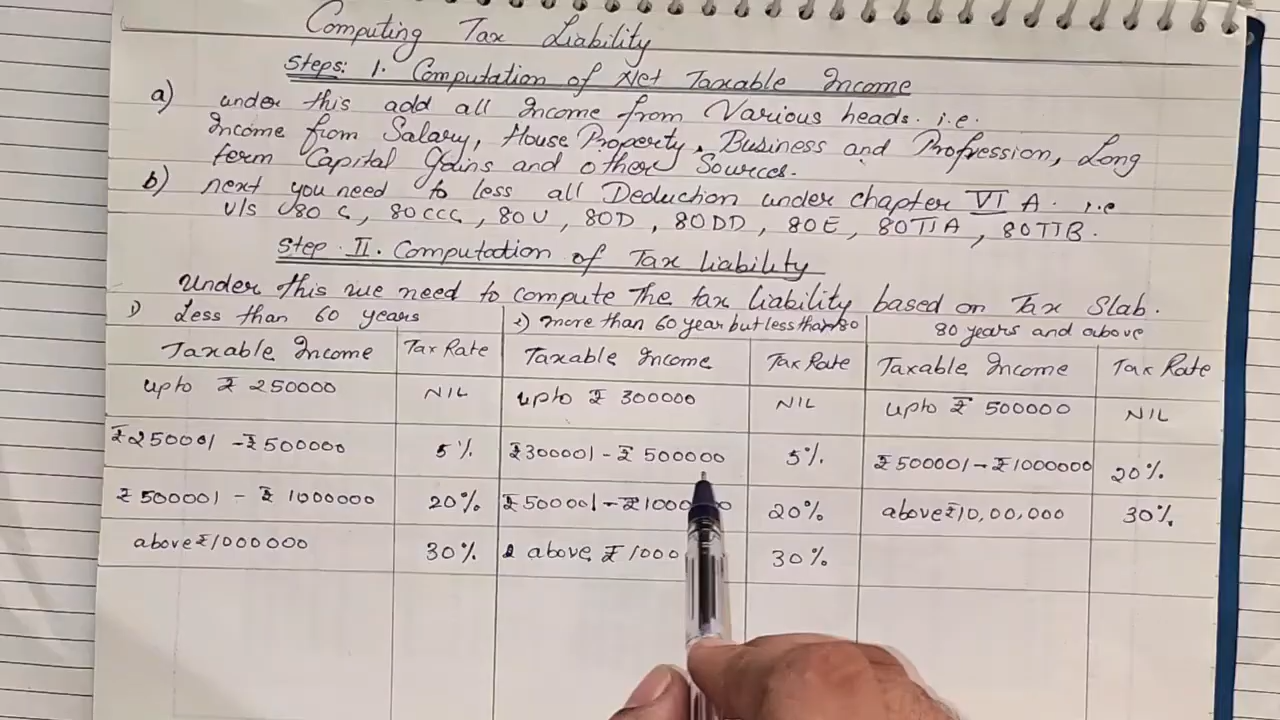 Computing Tax Liability
Steps: 1. Computation of Net Taxable Income
a) under this add all Income from Various heads. i.e.
Income from Salary, House Property, Business and Profession, Long
term Capital Gains and other Sources.
b) next you need to less all Deduction under chapter VI A. i.e
u/s 80 C, 80CCC, 80U, 80D, 80DD, 80E, 80TTA, 80TTB.
Step II. Computation of Tax liability
Under this we need to compute the tax liability based on Tax Slab.
1) Less than 60 years 2) more than 60 year but less than 80 80 years and above
Taxable Income Tax Rate Taxable Income Tax Rate Taxable Income Tax Rate
upto ₹ 250000 NIL upto ₹ 300000 NIL upto ₹ 500000 NIL
₹250001 - ₹500000 5% ₹300001 - ₹ 500000 5% ₹500001 - ₹1000000 20%
₹500001 - ₹ 1000000 20% ₹500001 - 20% above ₹10,00,000 30%
above ₹1000000 30% above 30%